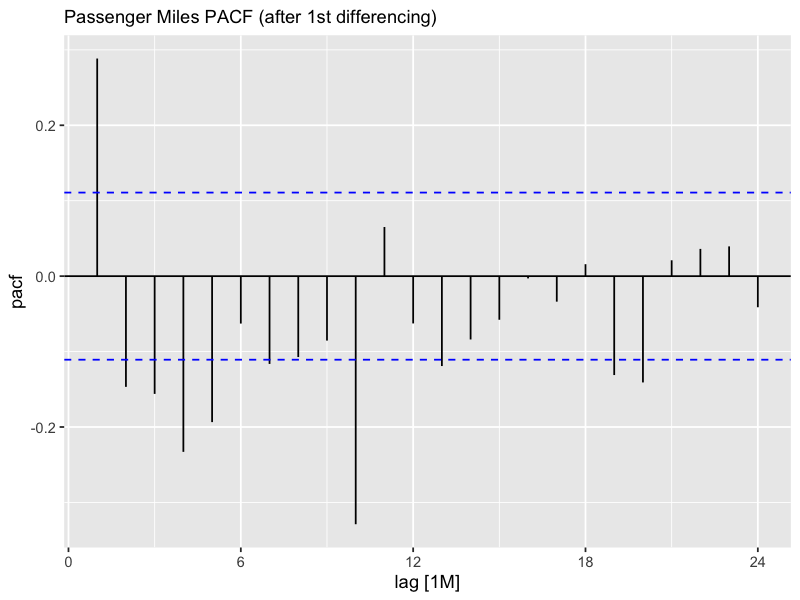 Passenger Miles PACF (after 1st differencing)
0.2
0.0
-0.2
pacf
0 6 12 18 24
lag [1M]